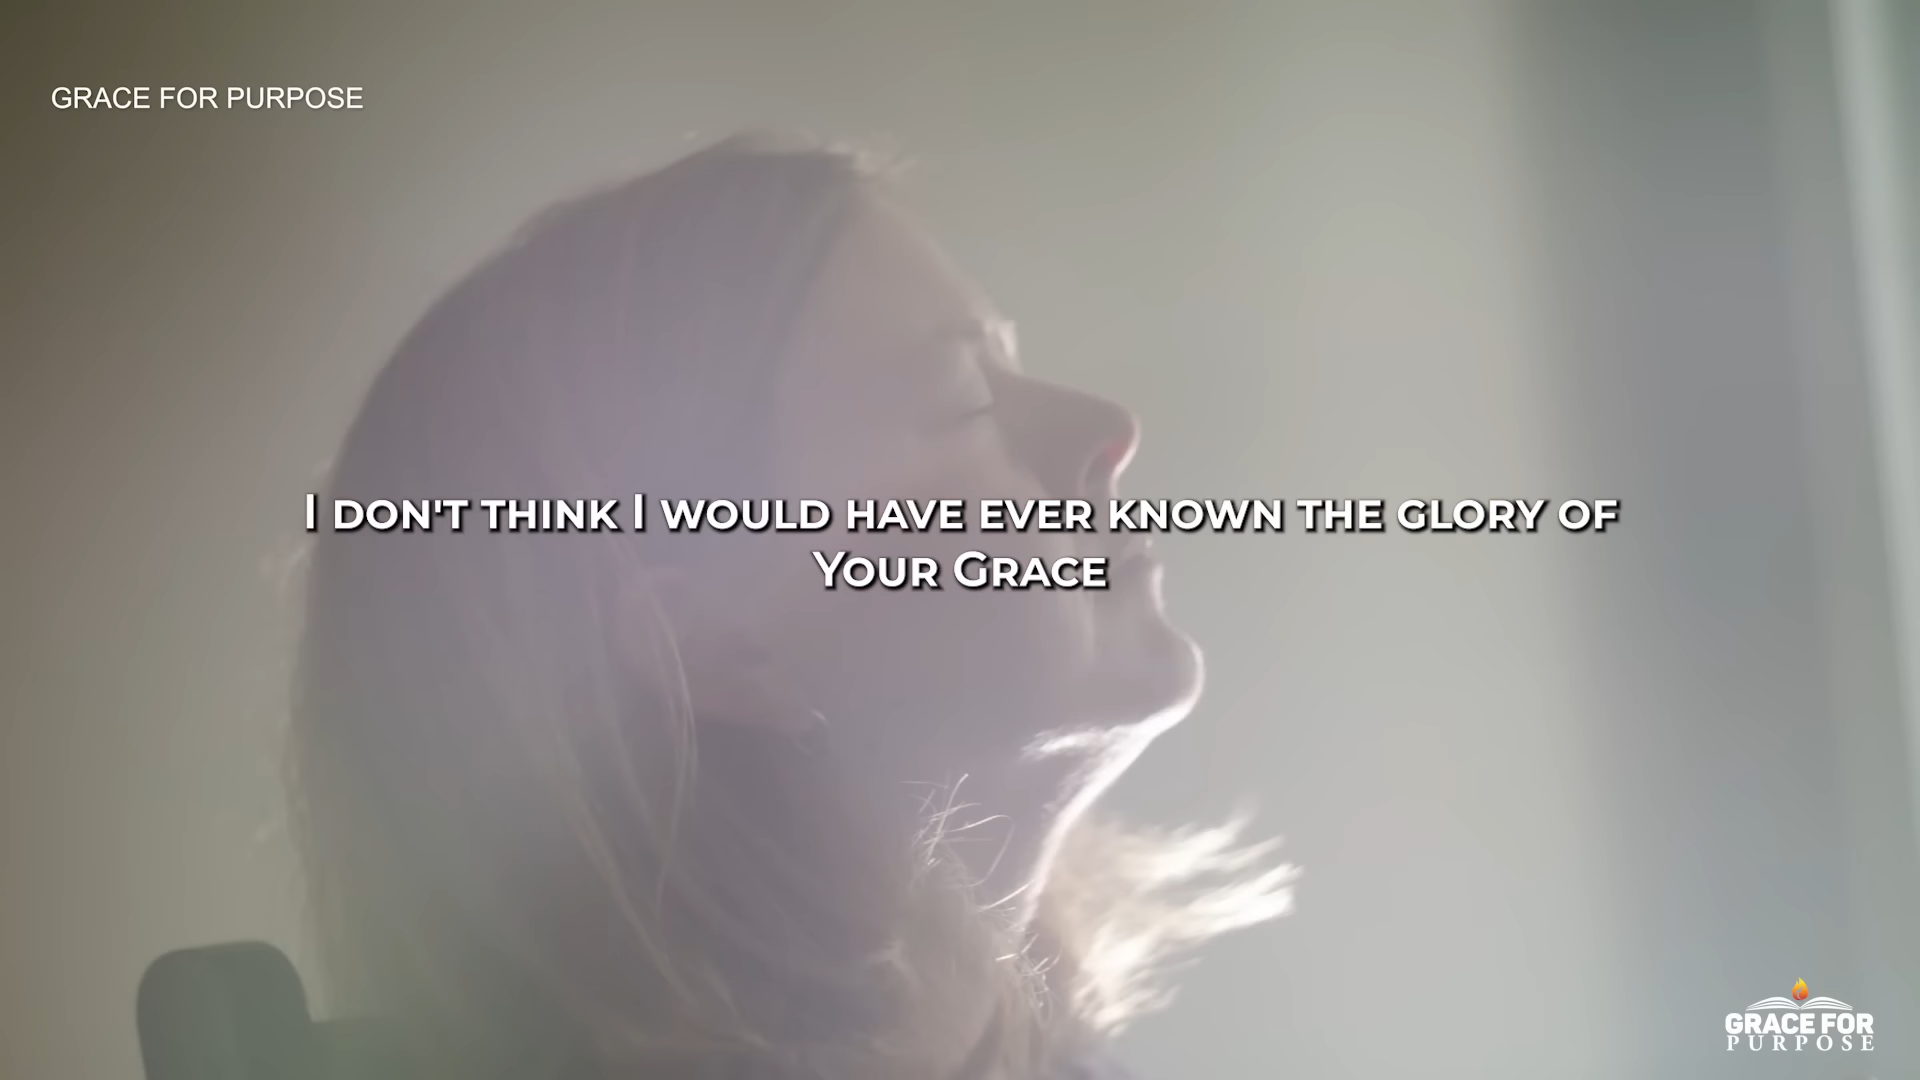 GRACE FOR PURPOSE
I DON'T THINK I WOULD HAVE EVER KNOWN THE GLORY OF
YOUR GRACE
GRACE FOR
PURPOSE